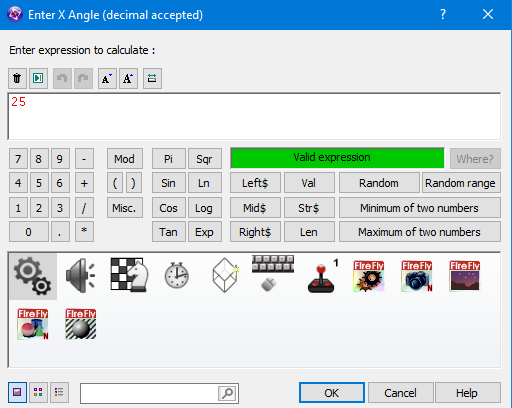 Enter X Angle (decimal accepted)
? 
Enter expression to calculate :
A A
25
7 8 9 - Mod Pi Sqr Valid expression Where?
4 5 6 + ( ) Sin Ln Left$ Val Random Random range
1 2 3 / Misc. Cos Log Mid$ Str$ Minimum of two numbers
0 . * Tan Exp Right$ Len Maximum of two numbers
1
FIREFLY FIREFLY N FIREFLY
FIREFLY N FIREFLY
OK Cancel Help